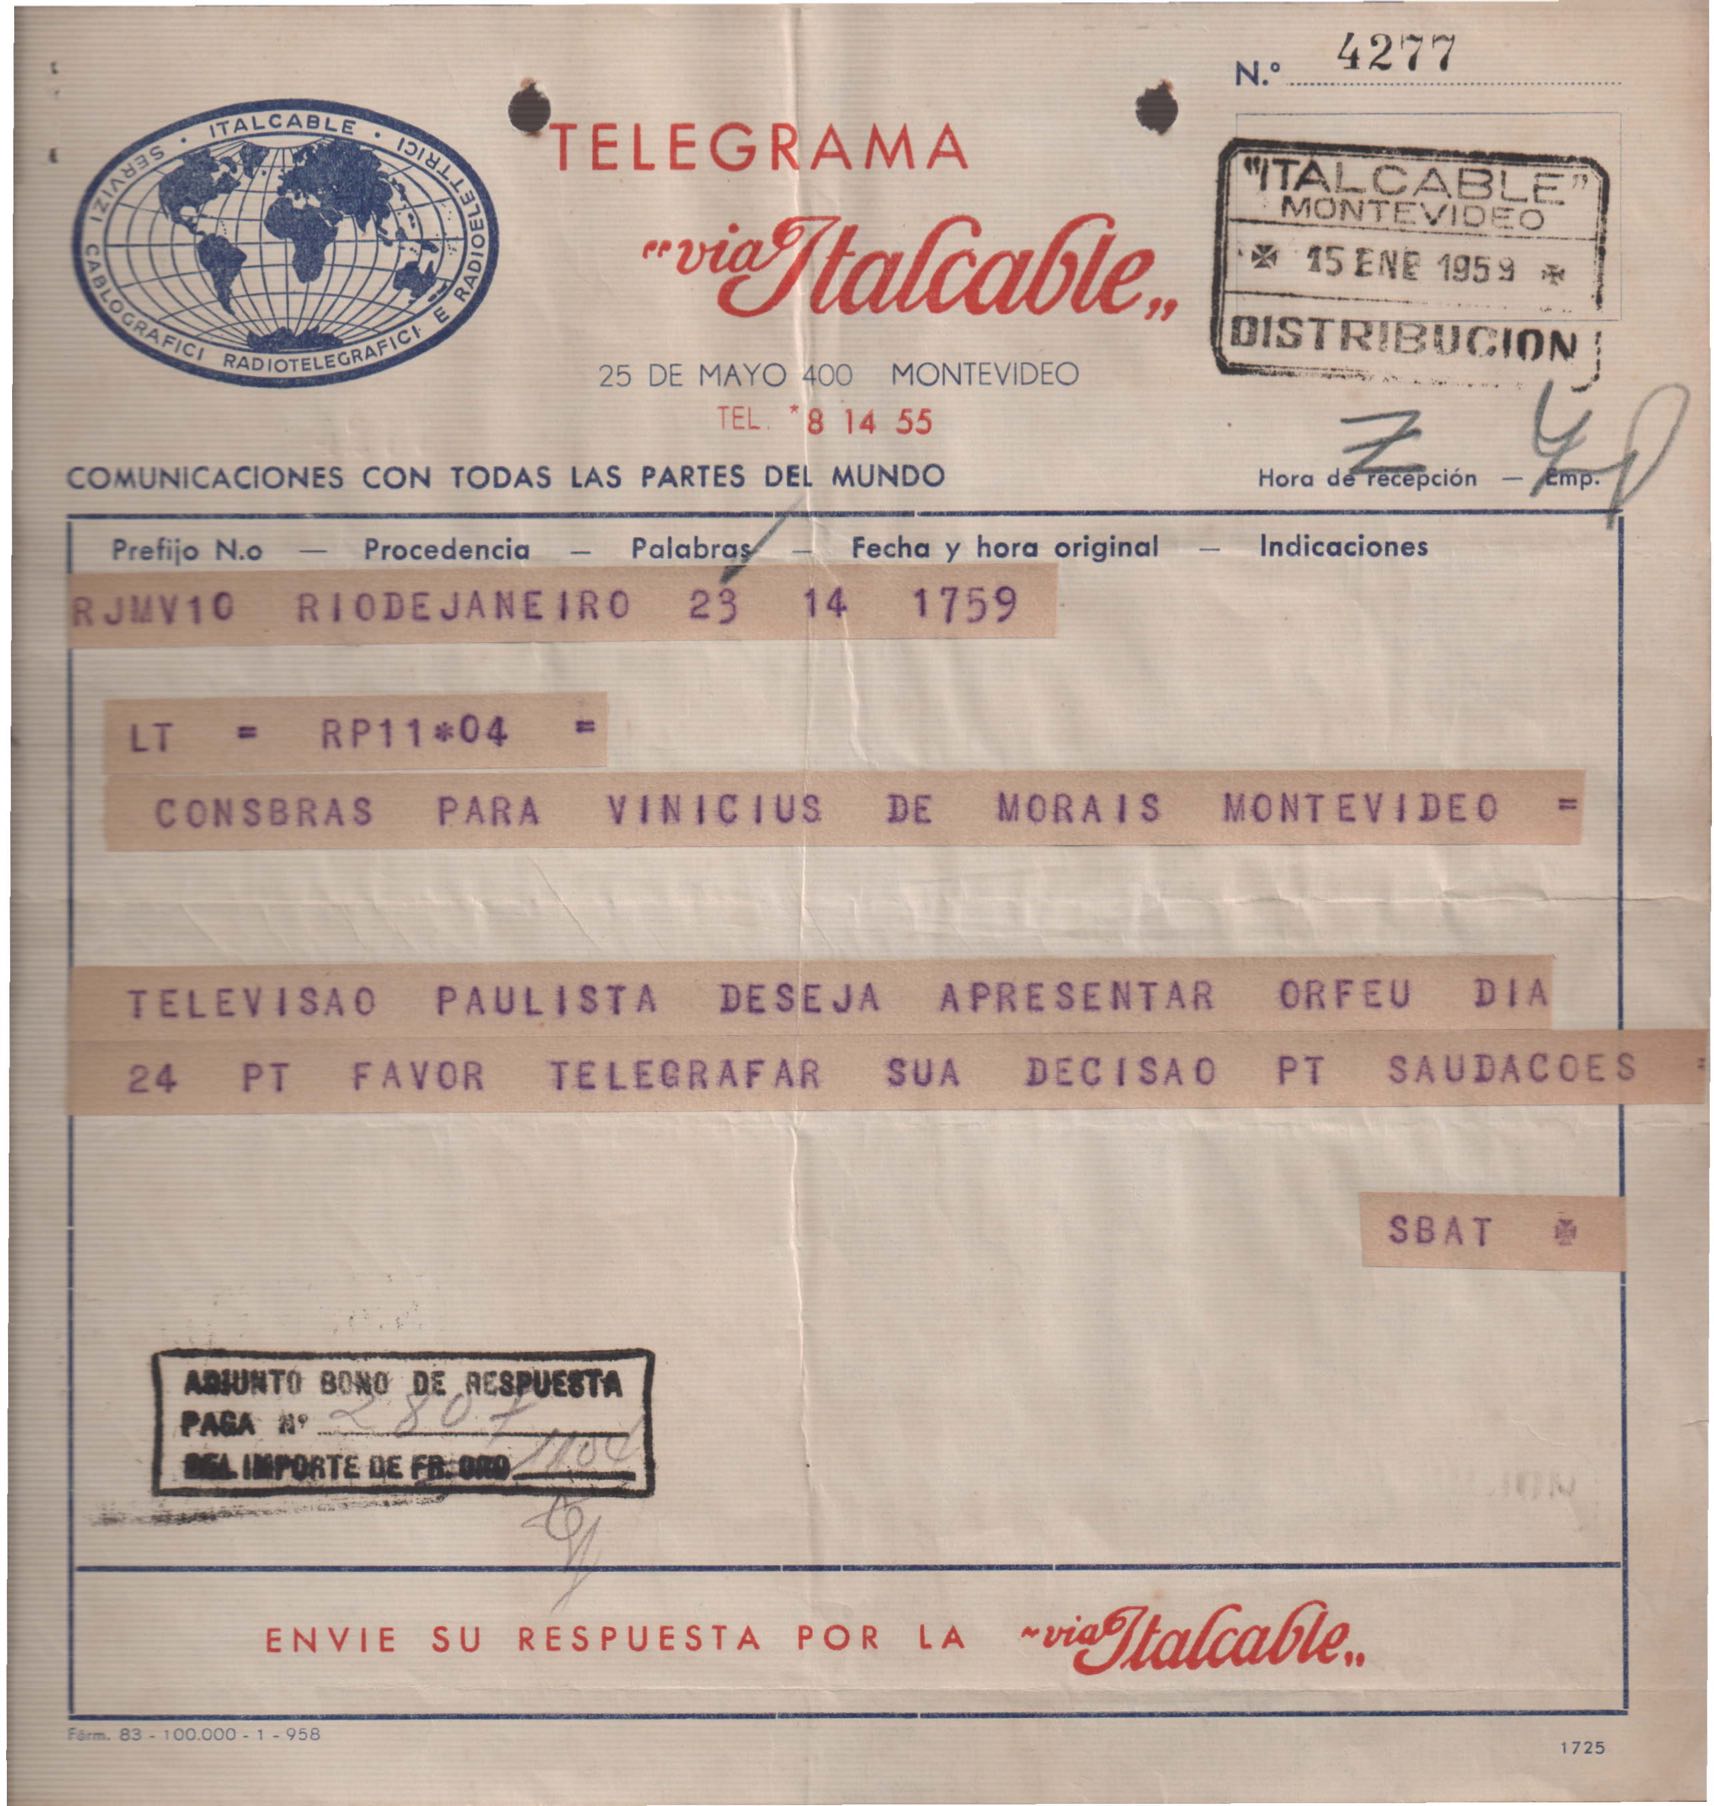 N.º 4277
ITALCABLE · SERVIZI CABLOGRAFICI RADIOTELEGRAFICI E RADIOELETTRICI
TELEGRAMA
"via Italcable„
"ITALCABLE"
MONTEVIDEO
15 ENE 1959
DISTRIBUCION
25 DE MAYO 400 MONTEVIDEO
TEL. *8 14 55
COMUNICACIONES CON TODAS LAS PARTES DEL MUNDO
Hora de recepción — Emp.
Prefijo N.o — Procedencia — Palabras — Fecha y hora original — Indicaciones
RJMV10 RIODEJANEIRO 23 14 1759
LT = RP11*04 =
CONSBRAS PARA VINICIUS DE MORAIS MONTEVIDEO =
TELEVISAO PAULISTA DESEJA APRESENTAR ORFEU DIA
24 PT FAVOR TELEGRAFAR SUA DECISAO PT SAUDACOES =
SBAT
ADJUNTO BONO DE RESPUESTA
PAGA Nº 2807
DEL IMPORTE DE FR. ORO
ENVIE SU RESPUESTA POR LA "via Italcable„
Fórm. 83 - 100.000 - 1 - 958
1725